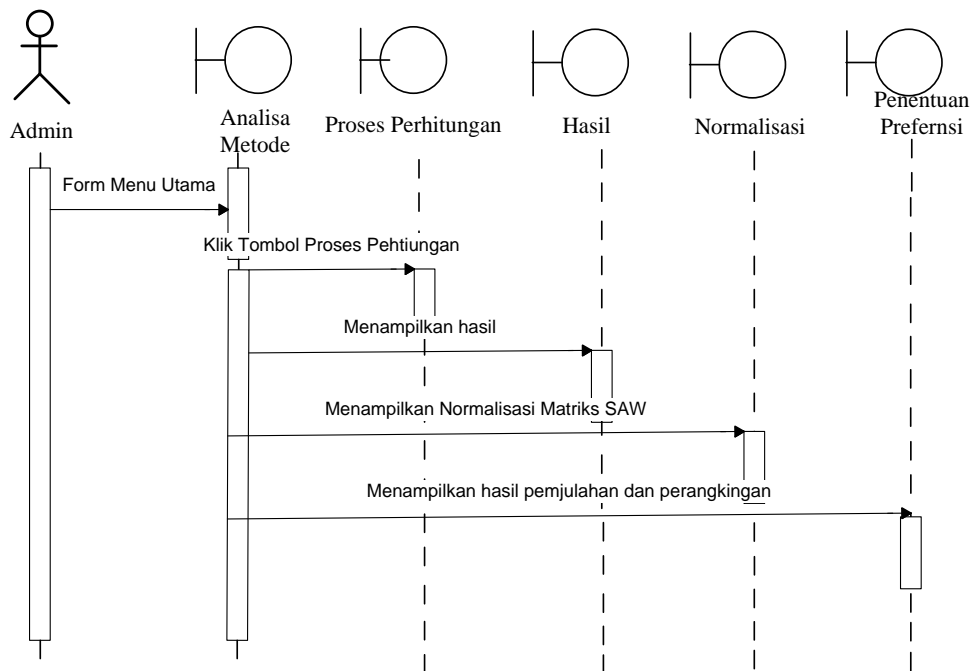 Admin
Analisa
Metode
Proses Perhitungan
Hasil
Normalisasi
Penentuan
Prefernsi
Form Menu Utama
Klik Tombol Proses Pehtiungan
Menampilkan hasil
Menampilkan Normalisasi Matriks SAW
Menampilkan hasil pemjulahan dan perangkingan